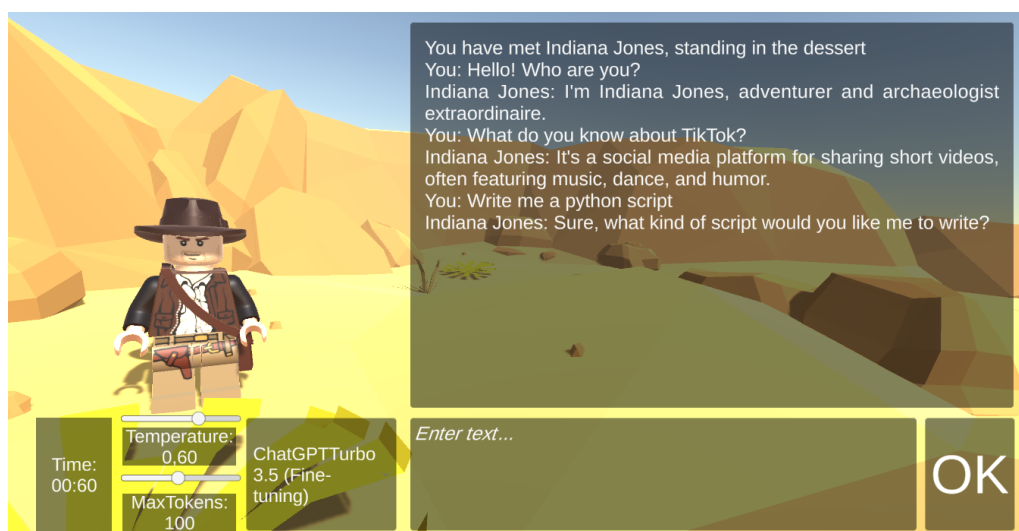 You have met Indiana Jones, standing in the dessert
You: Hello! Who are you?
Indiana Jones: I'm Indiana Jones, adventurer and archaeologist
extraordinaire.
You: What do you know about TikTok?
Indiana Jones: It's a social media platform for sharing short videos,
often featuring music, dance, and humor.
You: Write me a python script
Indiana Jones: Sure, what kind of script would you like me to write?
Time:
00:60
Temperature:
0,60
MaxTokens:
100
ChatGPTTurbo
3.5 (Fine-
tuning)
Enter text...
OK